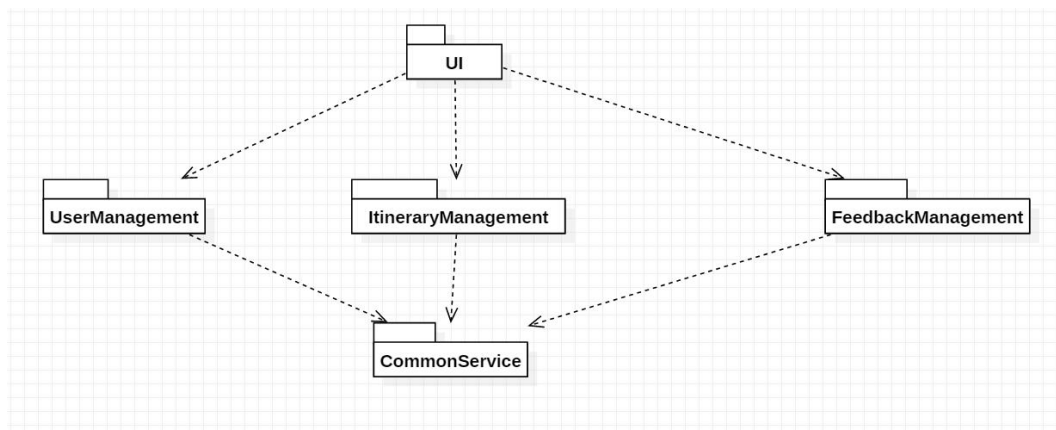 UI
UserManagement
ItineraryManagement
FeedbackManagement
CommonService